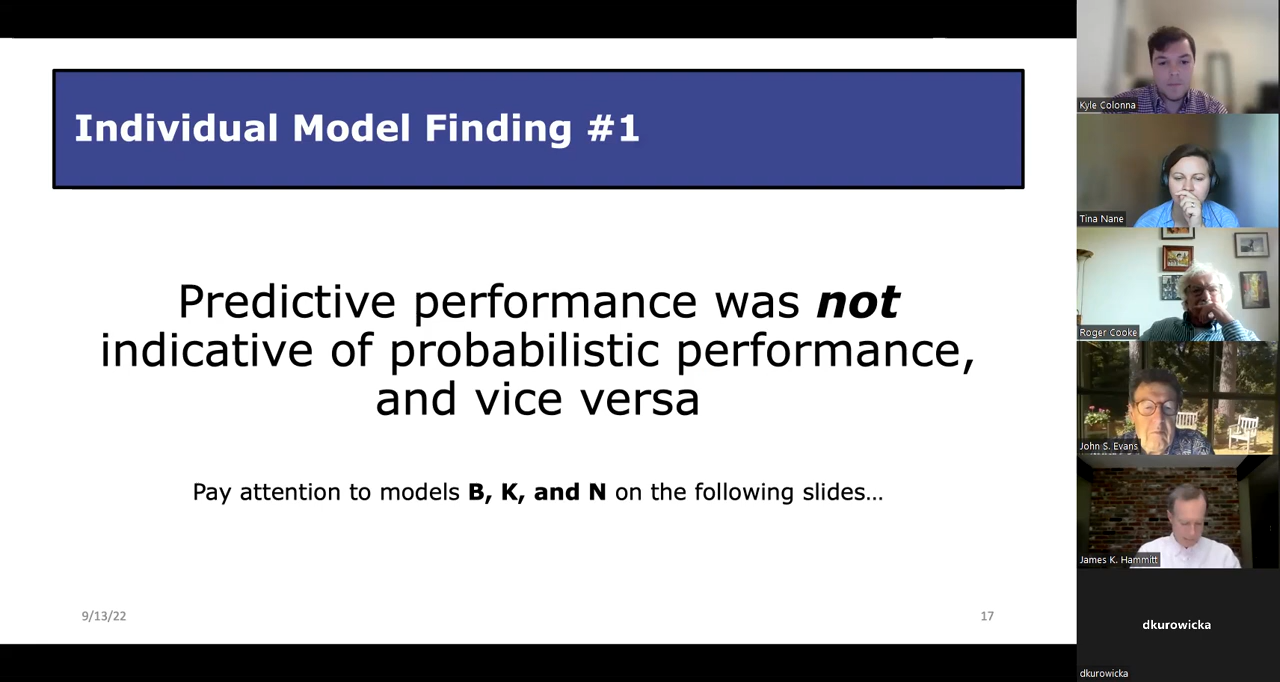 Individual Model Finding #1
Predictive performance was not
indicative of probabilistic performance,
and vice versa
Pay attention to models B, K, and N on the following slides...
9/13/22
17
Kyle Colonna
Tina Nane
Roger Cooke
John S. Evans
James K. Hammitt
dkurowicka
dkurowicka